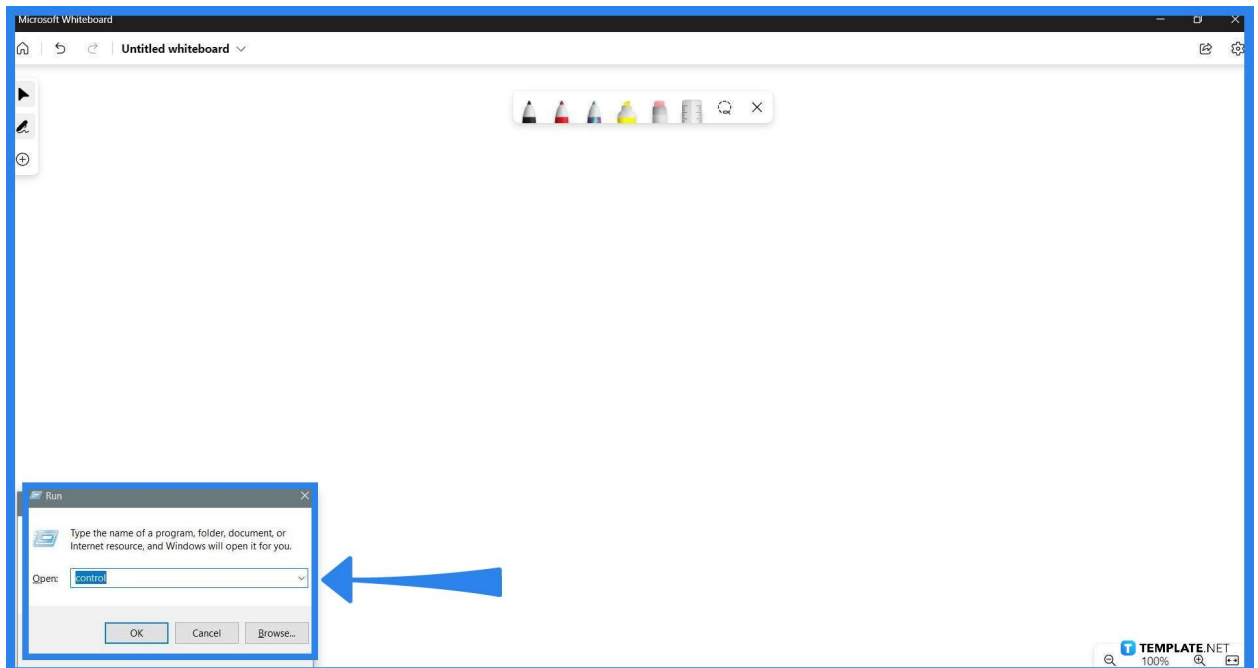 Microsoft Whiteboard
Untitled whiteboard
Run
Type the name of a program, folder, document, or
Internet resource, and Windows will open it for you.
Open: control
OK Cancel Browse...
T TEMPLATE.NET
100%